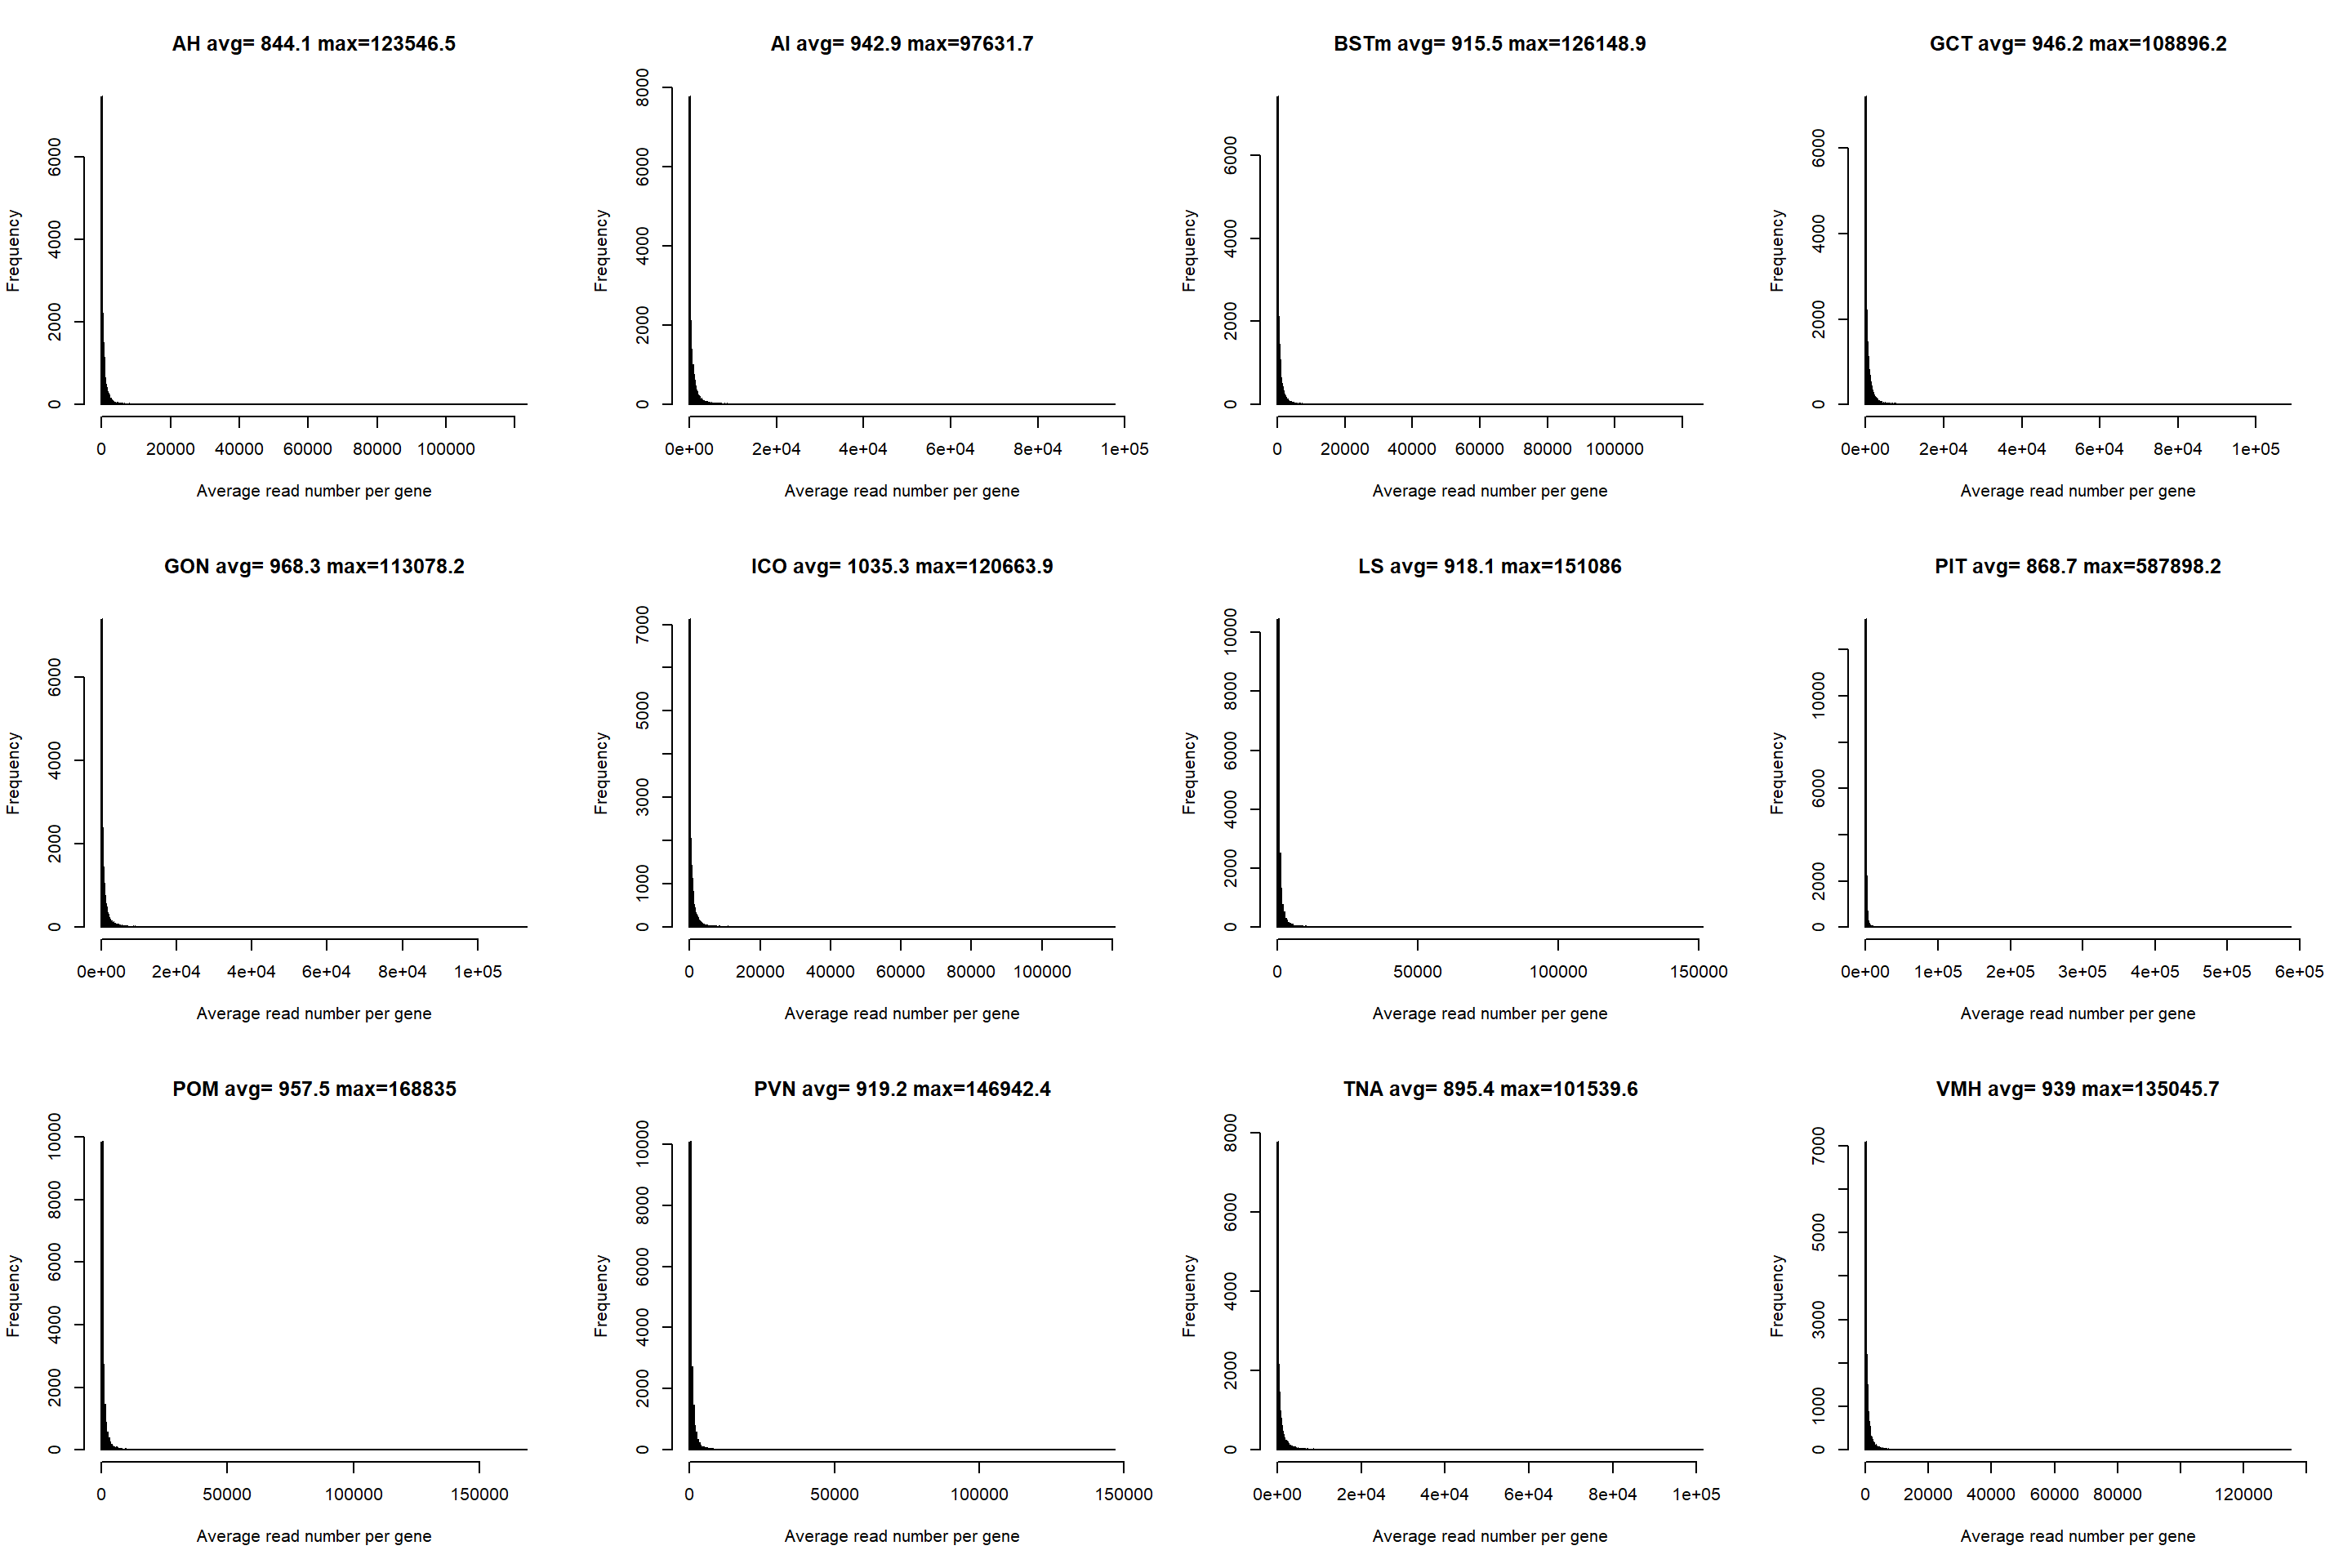 AH avg= 844.1 max=123546.5
Frequency
0 2000 4000 6000
0 20000 40000 60000 80000 100000
Average read number per gene
AI avg= 942.9 max=97631.7
Frequency
0 2000 4000 6000 8000
0e+00 2e+04 4e+04 6e+04 8e+04 1e+05
Average read number per gene
BSTm avg= 915.5 max=126148.9
Frequency
0 2000 4000 6000
0 20000 40000 60000 80000 100000
Average read number per gene
GCT avg= 946.2 max=108896.2
Frequency
0 2000 4000 6000
0e+00 2e+04 4e+04 6e+04 8e+04 1e+05
Average read number per gene
GON avg= 968.3 max=113078.2
Frequency
0 2000 4000 6000
0e+00 2e+04 4e+04 6e+04 8e+04 1e+05
Average read number per gene
ICO avg= 1035.3 max=120663.9
Frequency
0 1000 3000 5000 7000
0 20000 40000 60000 80000 100000
Average read number per gene
LS avg= 918.1 max=151086
Frequency
0 2000 4000 6000 8000 10000
0 50000 100000 150000
Average read number per gene
PIT avg= 868.7 max=587898.2
Frequency
0 2000 6000 10000
0e+00 1e+05 2e+05 3e+05 4e+05 5e+05 6e+05
Average read number per gene
POM avg= 957.5 max=168835
Frequency
0 2000 4000 6000 8000 10000
0 50000 100000 150000
Average read number per gene
PVN avg= 919.2 max=146942.4
Frequency
0 2000 4000 6000 8000 10000
0 50000 100000 150000
Average read number per gene
TNA avg= 895.4 max=101539.6
Frequency
0 2000 4000 6000 8000
0e+00 2e+04 4e+04 6e+04 8e+04 1e+05
Average read number per gene
VMH avg= 939 max=135045.7
Frequency
0 1000 3000 5000 7000
0 20000 40000 60000 80000 120000
Average read number per gene